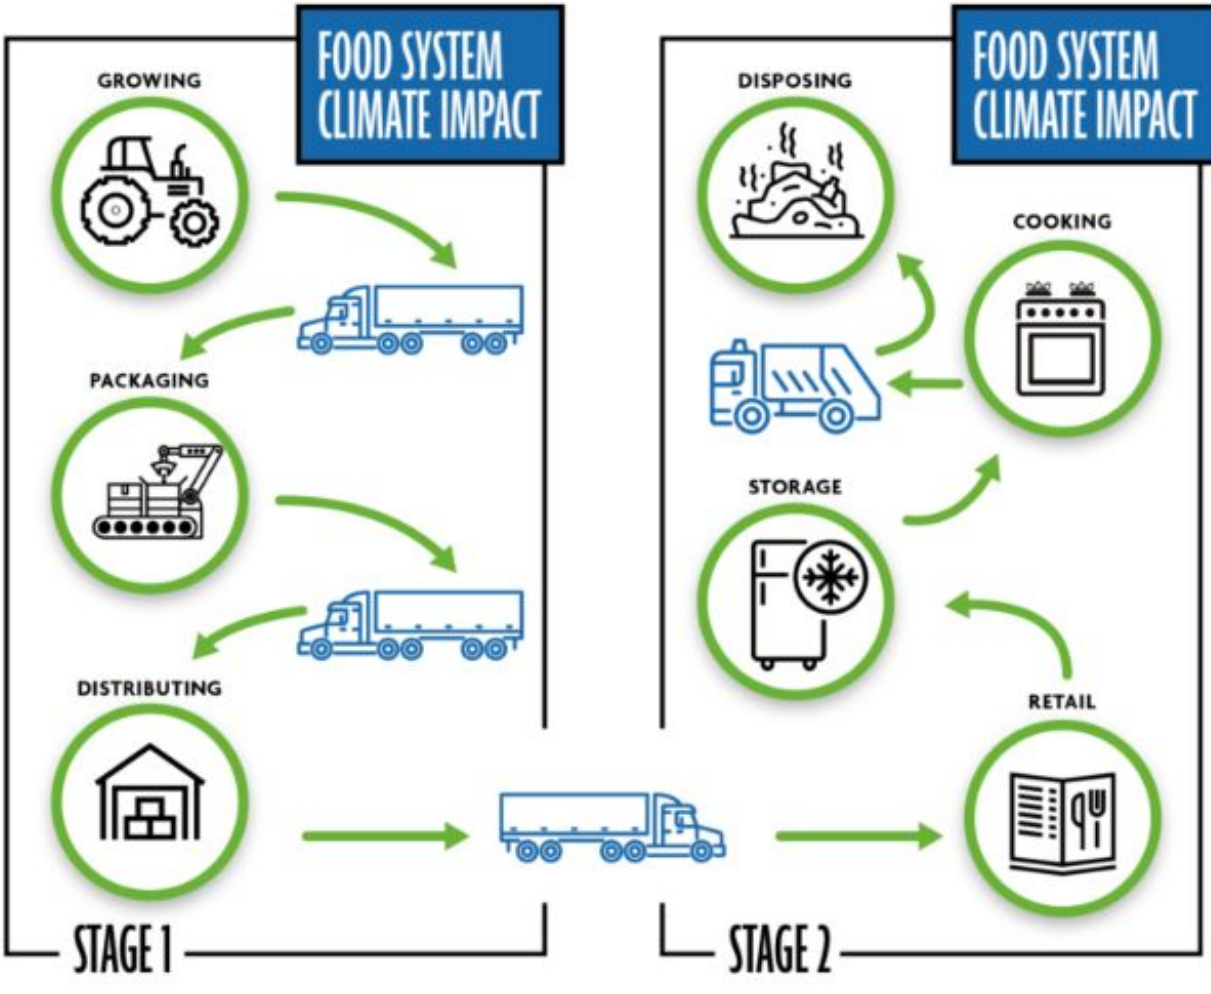 FOOD SYSTEM
CLIMATE IMPACT
GROWING
PACKAGING
DISTRIBUTING
STAGE 1
FOOD SYSTEM
CLIMATE IMPACT
DISPOSING
COOKING
STORAGE
RETAIL
STAGE 2